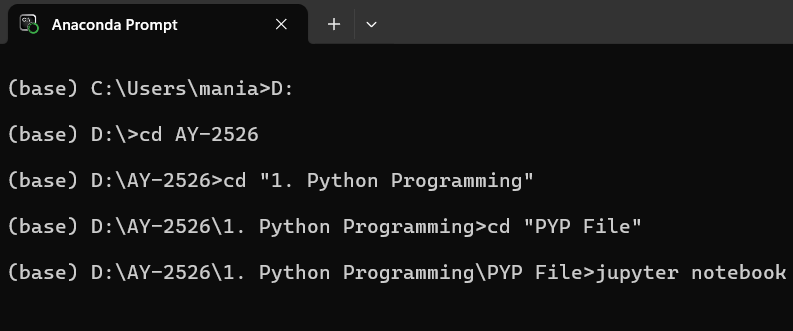 Anaconda Prompt
(base) C:\Users\mania>D:
(base) D:\>cd AY-2526
(base) D:\AY-2526>cd "1. Python Programming"
(base) D:\AY-2526\1. Python Programming>cd "PYP File"
(base) D:\AY-2526\1. Python Programming\PYP File>jupyter notebook